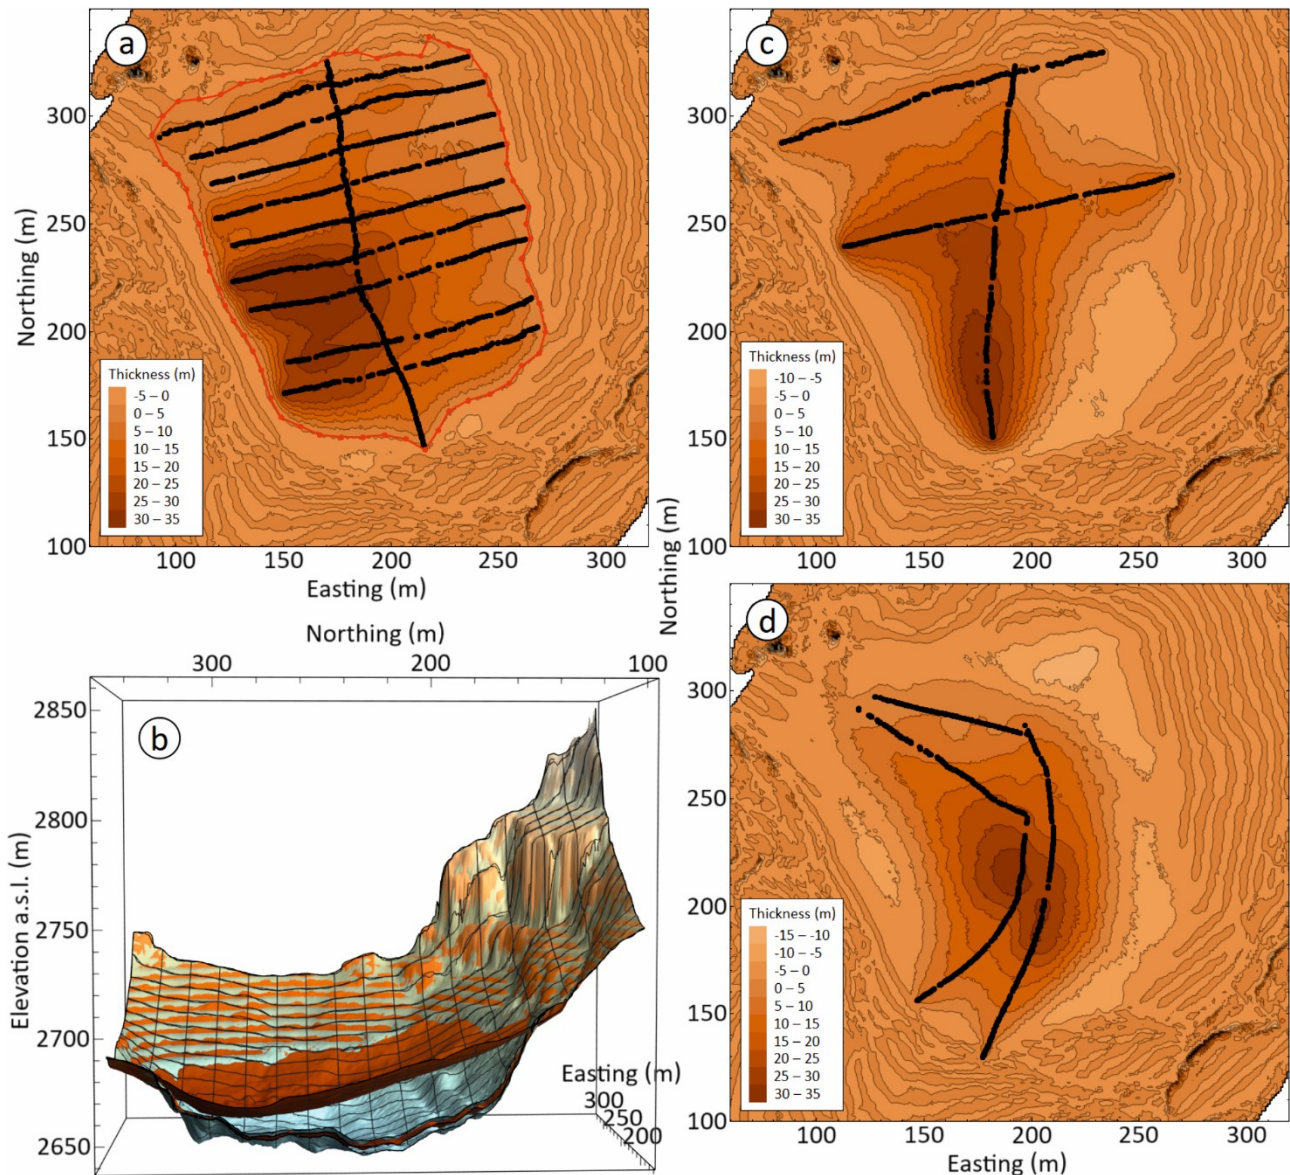 a
300
250
200
150
100
Northing (m)
Thickness (m)
-5 – 0
0 – 5
5 – 10
10 – 15
15 – 20
20 – 25
25 – 30
30 – 35
100 150 200 250 300
Easting (m)
c
300
250
200
150
100
Northing (m)
Thickness (m)
-10 – -5
-5 – 0
0 – 5
5 – 10
10 – 15
15 – 20
20 – 25
25 – 30
30 – 35
100 150 200 250 300
Northing (m)
300 200 100
b
2850
2800
2750
2700
2650
Elevation a.s.l. (m)
Easting (m)
300
250
200
d
300
250
200
150
100
Thickness (m)
-15 – -10
-10 – -5
-5 – 0
0 – 5
5 – 10
10 – 15
15 – 20
20 – 25
25 – 30
30 – 35
100 150 200 250 300
Easting (m)